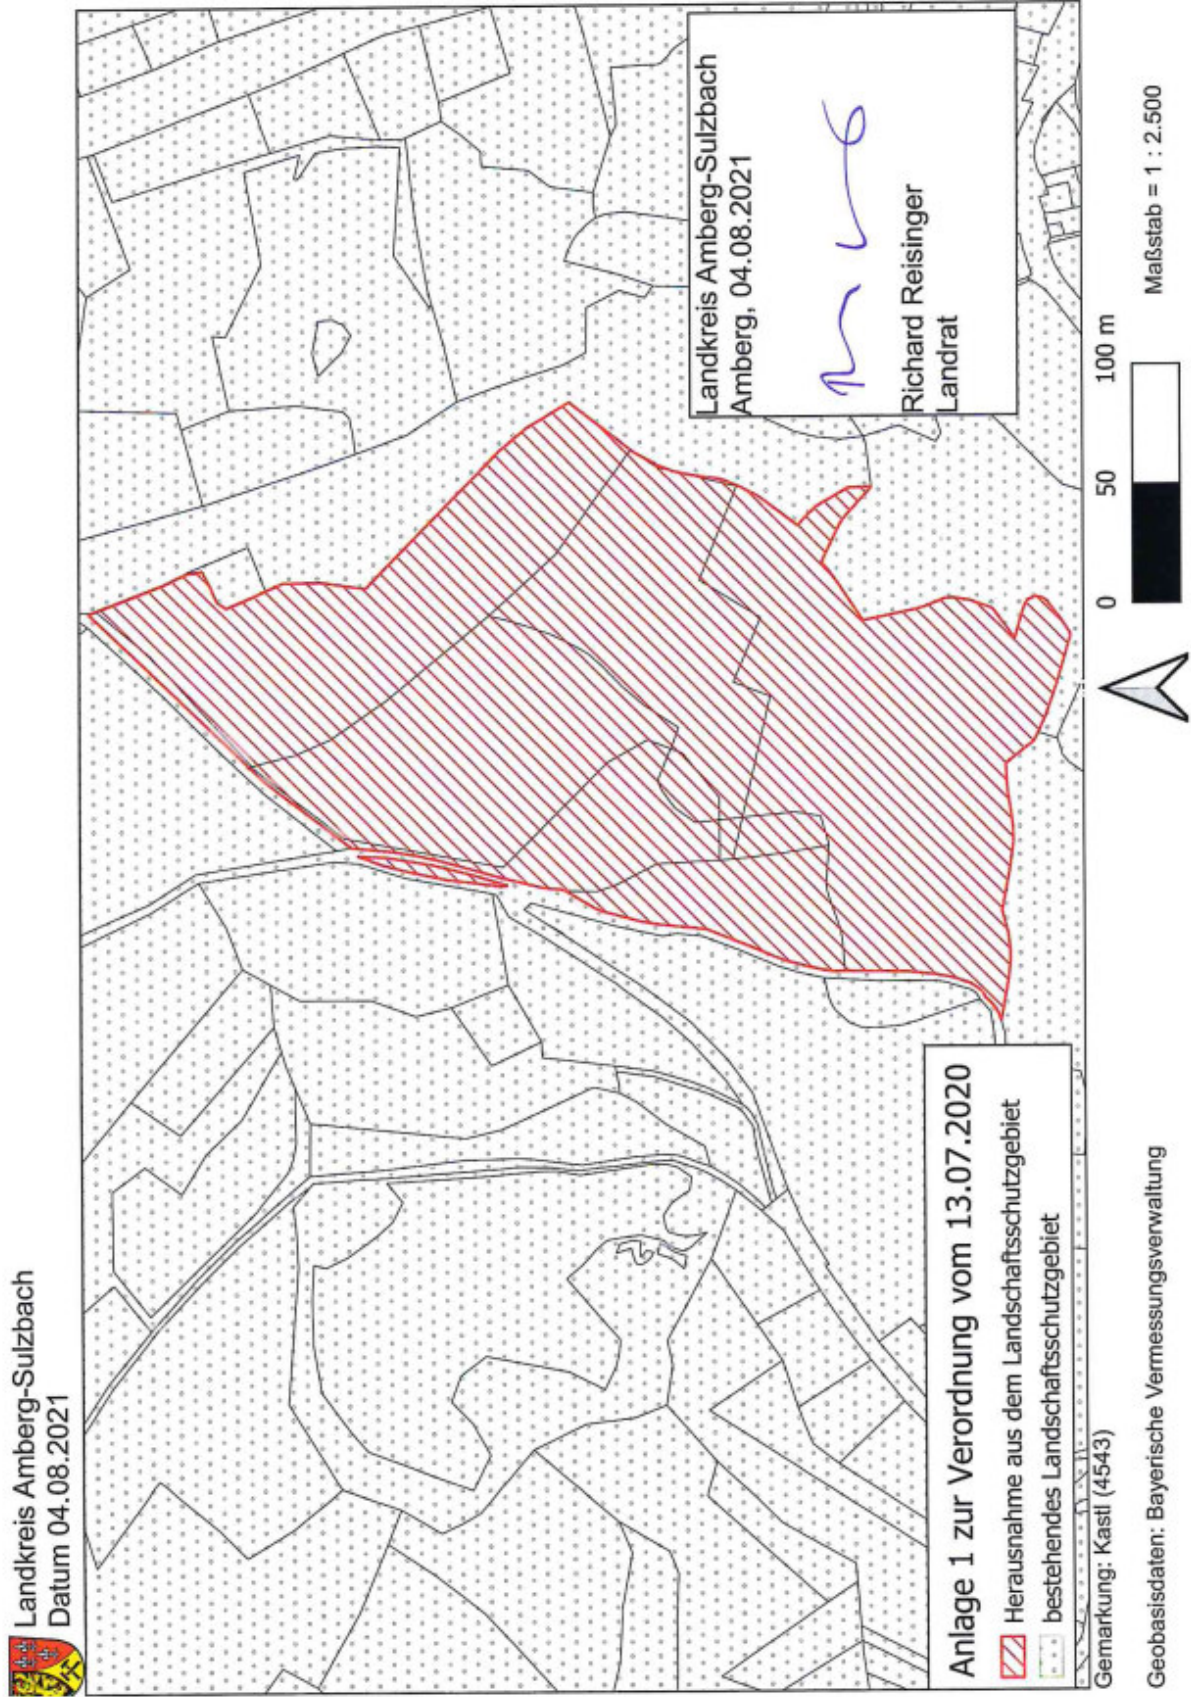 Landkreis Amberg-Sulzbach
Datum 04.08.2021
Landkreis Amberg-Sulzbach
Amberg, 04.08.2021
Richard Reisinger
Landrat
Anlage 1 zur Verordnung vom 13.07.2020
Herausnahme aus dem Landschaftsschutzgebiet
bestehendes Landschaftsschutzgebiet
Gemarkung: Kastl (4543)
Geobasisdaten: Bayerische Vermessungsverwaltung
0 50 100 m
Maßstab = 1 : 2.500